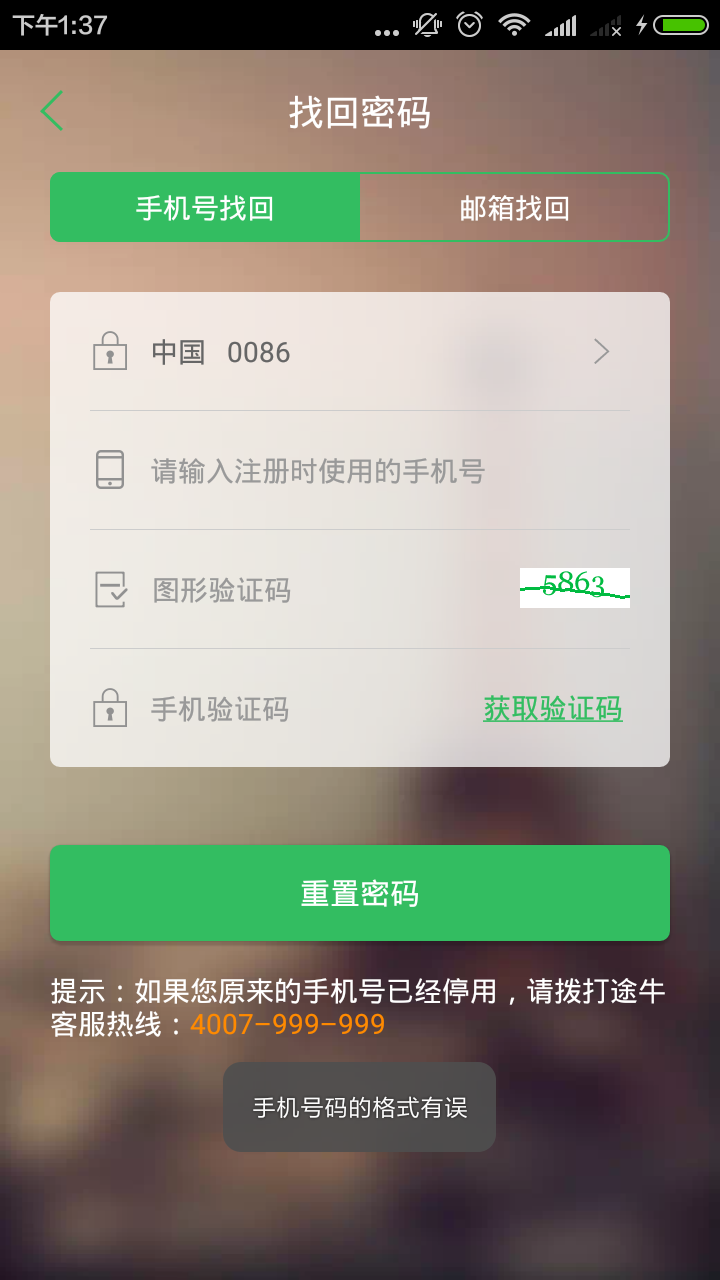 下午1:37
找回密码
手机号找回
邮箱找回
中国 0086
请输入注册时使用的手机号
图形验证码
5863
手机验证码
获取验证码
重置密码
提示：如果您原来的手机号已经停用，请拨打途牛
客服热线：4007-999-999
手机号码的格式有误